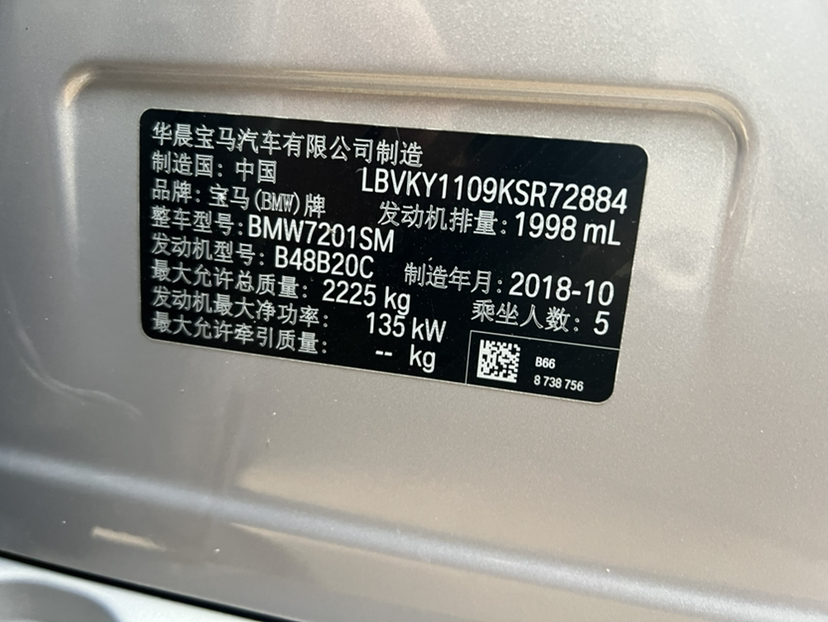 华晨宝马汽车有限公司制造
制造国：中国
LBVKY1109KSR72884
品牌：宝马(BMW)牌
发动机排量：1998 mL
整车型号：BMW7201SM
发动机型号：B48B20C
制造年月：2018-10
最大允许总质量：2225 kg
乘坐人数：5
发动机最大净功率：135 kW
最大允许牵引质量：-- kg
B66
8 738 756